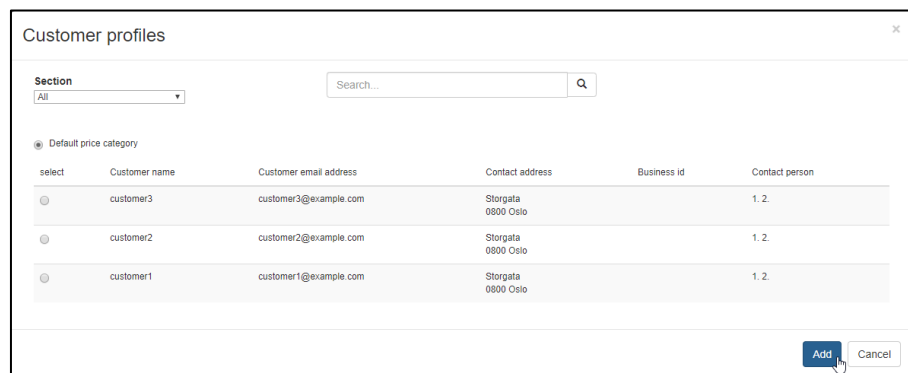 Customer profiles
×
Section
All
Search...
Default price category
select Customer name Customer email address Contact address Business id Contact person
customer3 customer3@example.com Storgata 1. 2.
0800 Oslo
customer2 customer2@example.com Storgata 1. 2.
0800 Oslo
customer1 customer1@example.com Storgata 1. 2.
0800 Oslo
Add Cancel